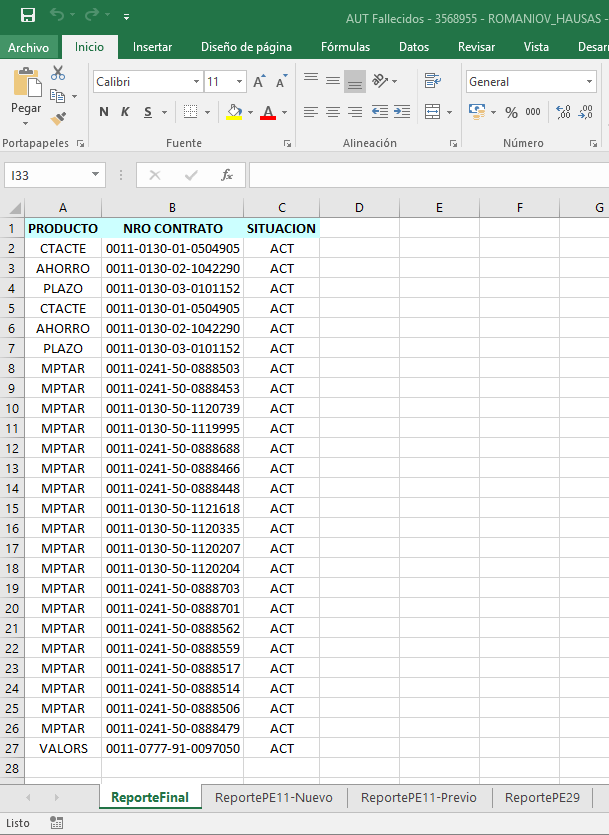 AUT Fallecidos - 3568955 - ROMANIOV_HAUSAS -
Archivo Inicio Insertar Diseño de página Fórmulas Datos Revisar Vista Desar
Pegar
Calibri 11 A A
N K S A
General
% 000
Portapapeles Fuente Alineación Número
I33 fx
A B C D E F G
1 PRODUCTO NRO CONTRATO SITUACION
2 CTACTE 0011-0130-01-0504905 ACT
3 AHORRO 0011-0130-02-1042290 ACT
4 PLAZO 0011-0130-03-0101152 ACT
5 CTACTE 0011-0130-01-0504905 ACT
6 AHORRO 0011-0130-02-1042290 ACT
7 PLAZO 0011-0130-03-0101152 ACT
8 MPTAR 0011-0241-50-0888503 ACT
9 MPTAR 0011-0241-50-0888453 ACT
10 MPTAR 0011-0130-50-1120739 ACT
11 MPTAR 0011-0130-50-1119995 ACT
12 MPTAR 0011-0241-50-0888688 ACT
13 MPTAR 0011-0241-50-0888466 ACT
14 MPTAR 0011-0241-50-0888448 ACT
15 MPTAR 0011-0130-50-1121618 ACT
16 MPTAR 0011-0130-50-1120335 ACT
17 MPTAR 0011-0130-50-1120207 ACT
18 MPTAR 0011-0130-50-1120204 ACT
19 MPTAR 0011-0241-50-0888703 ACT
20 MPTAR 0011-0241-50-0888701 ACT
21 MPTAR 0011-0241-50-0888562 ACT
22 MPTAR 0011-0241-50-0888559 ACT
23 MPTAR 0011-0241-50-0888517 ACT
24 MPTAR 0011-0241-50-0888514 ACT
25 MPTAR 0011-0241-50-0888506 ACT
26 MPTAR 0011-0241-50-0888479 ACT
27 VALORS 0011-0777-91-0097050 ACT
28
ReporteFinal ReportePE11-Nuevo ReportePE11-Previo ReportePE29
Listo